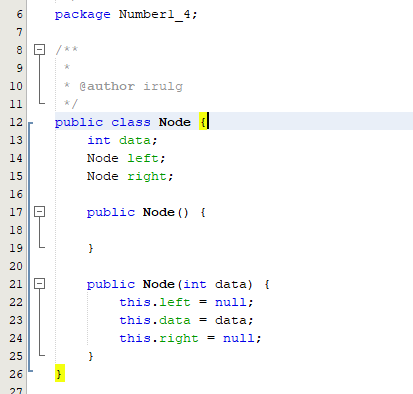 6 package Number1_4;
7
8 /**
9 *
10 * @author irulg
11 */
12 public class Node {
13 int data;
14 Node left;
15 Node right;
16
17 public Node() {
18
19 }
20
21 public Node(int data) {
22 this.left = null;
23 this.data = data;
24 this.right = null;
25 }
26 }
27